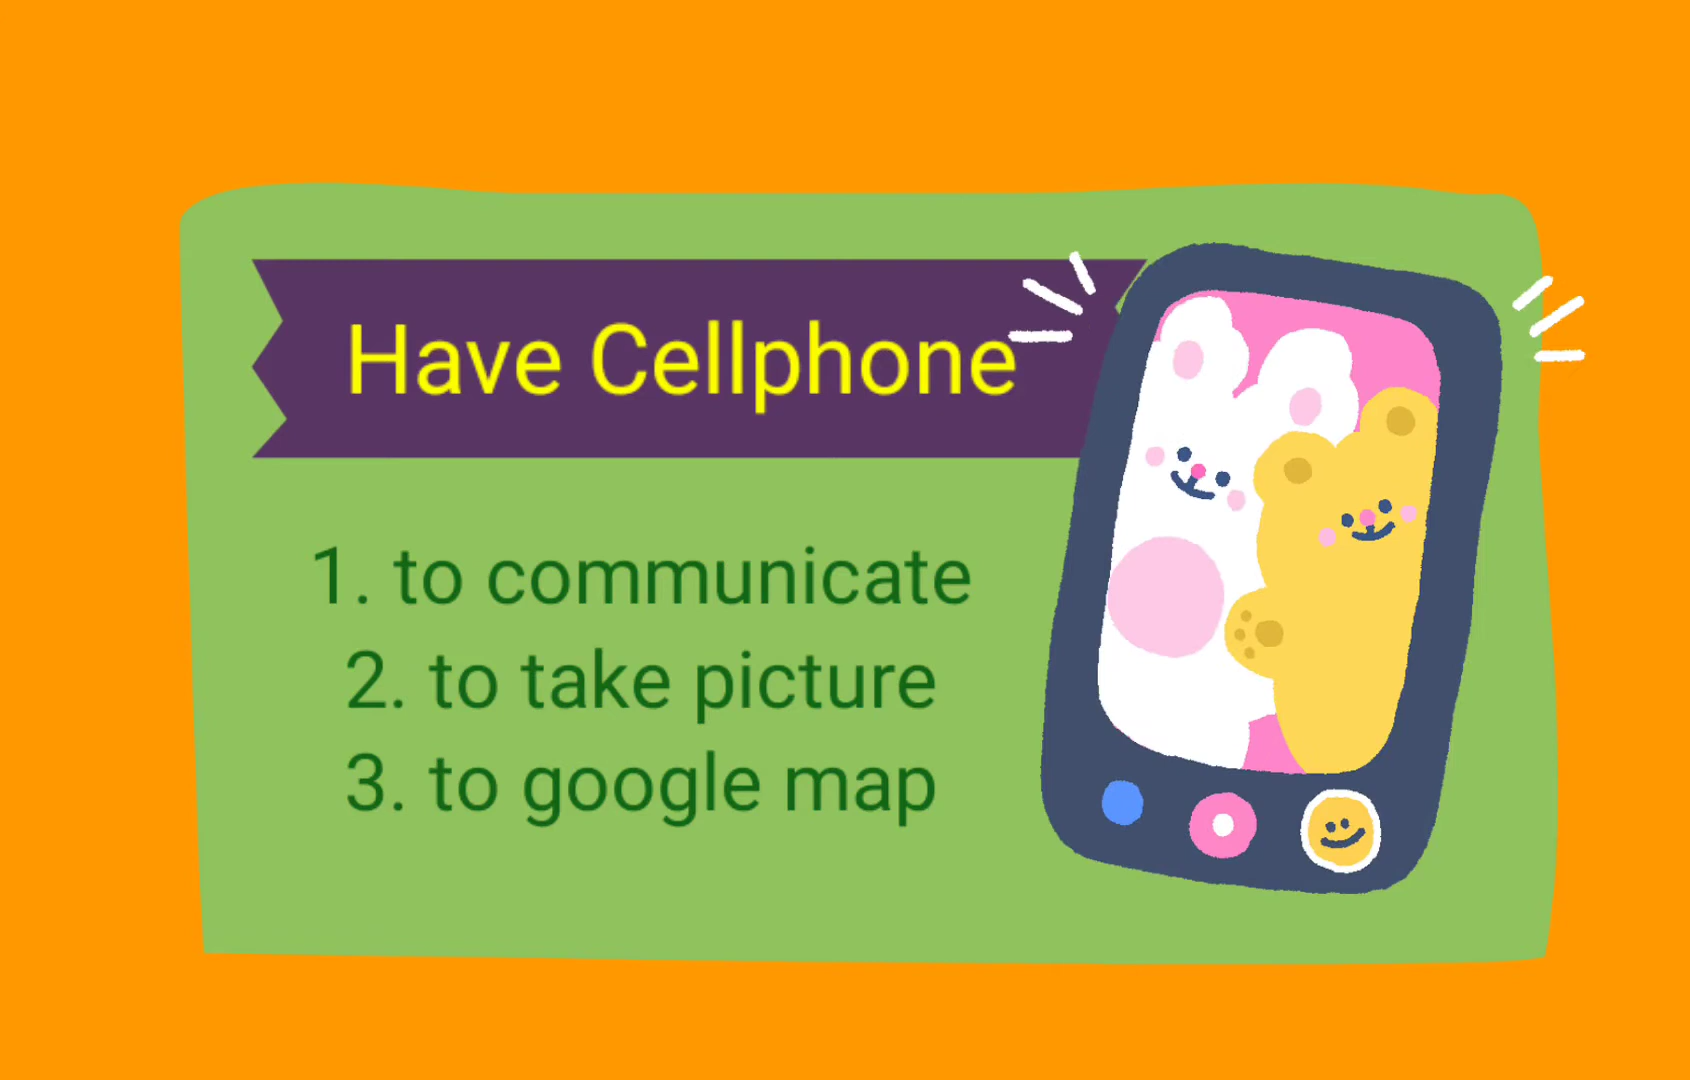 Have Cellphone
1. to communicate
2. to take picture
3. to google map